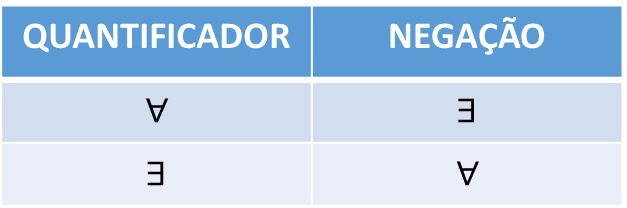 QUANTIFICADOR NEGAÇÃO
∀ ∃
∃ ∀